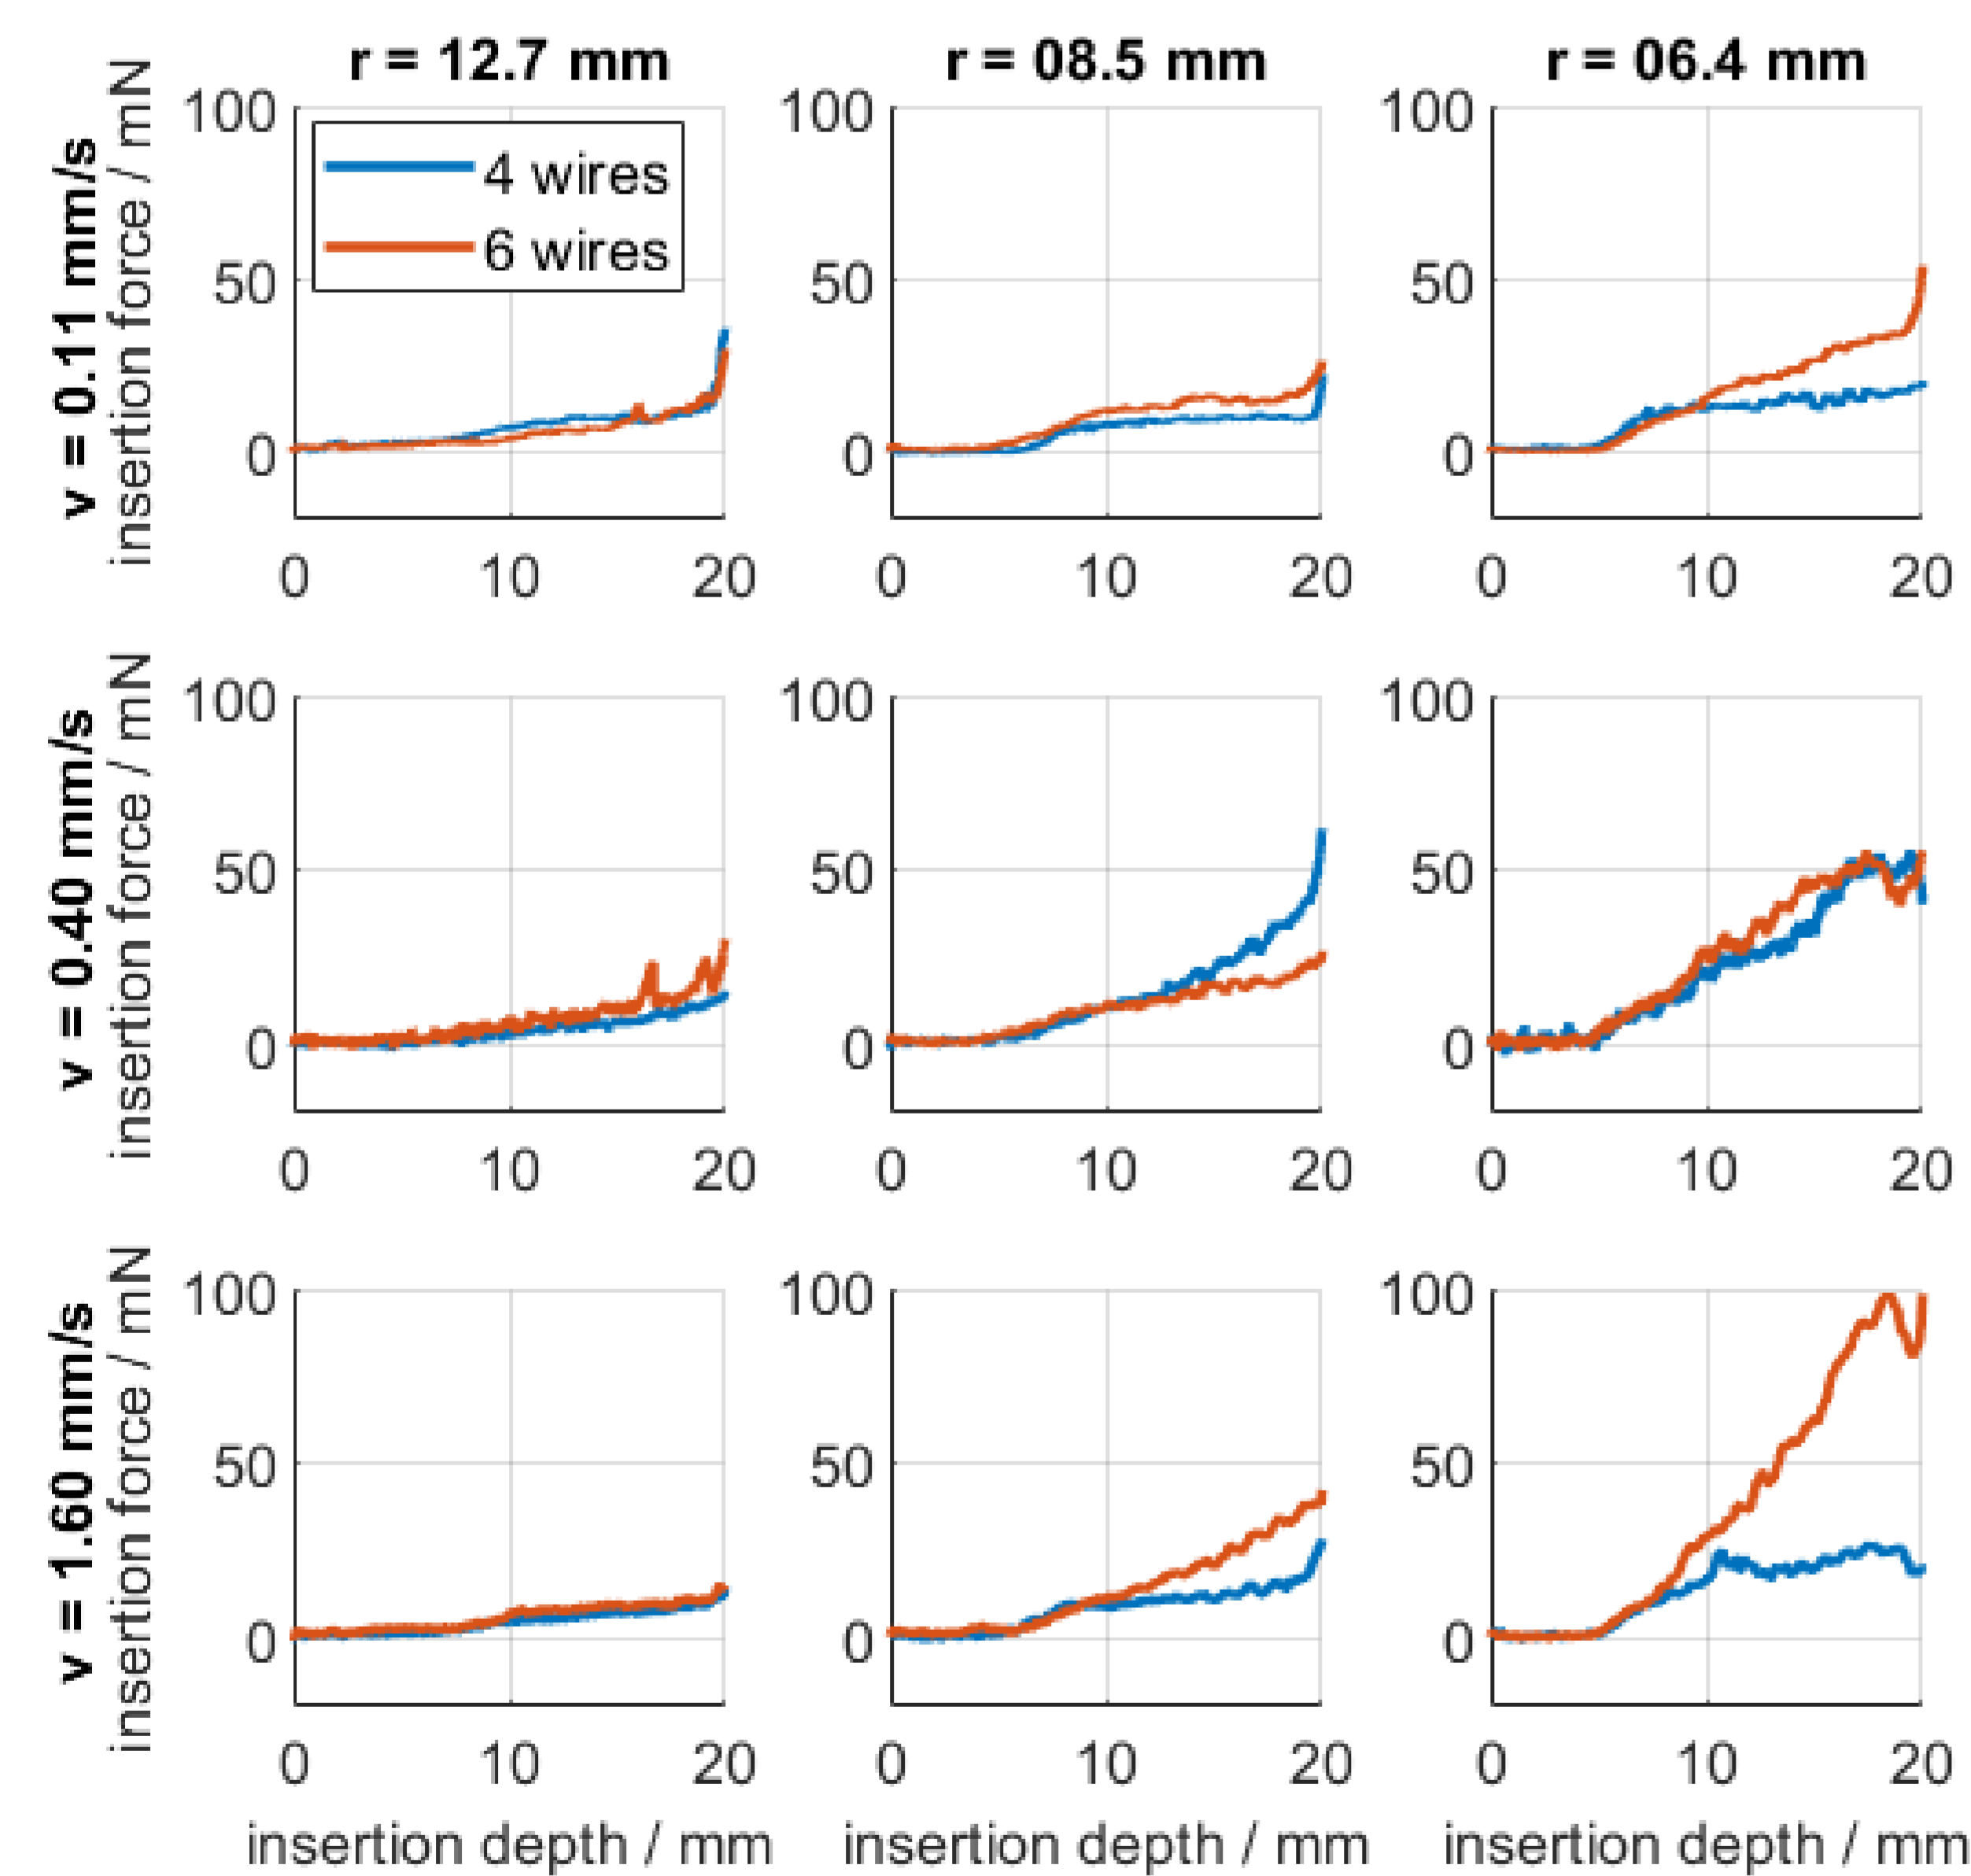 r = 12.7 mm
r = 08.5 mm
r = 06.4 mm
v = 0.11 mm/s
insertion force / mN
100
50
0
0 10 20
4 wires
6 wires
100
50
0
0 10 20
100
50
0
0 10 20
v = 0.40 mm/s
insertion force / mN
100
50
0
0 10 20
100
50
0
0 10 20
100
50
0
0 10 20
v = 1.60 mm/s
insertion force / mN
100
50
0
0 10 20
insertion depth / mm
100
50
0
0 10 20
insertion depth / mm
100
50
0
0 10 20
insertion depth / mm